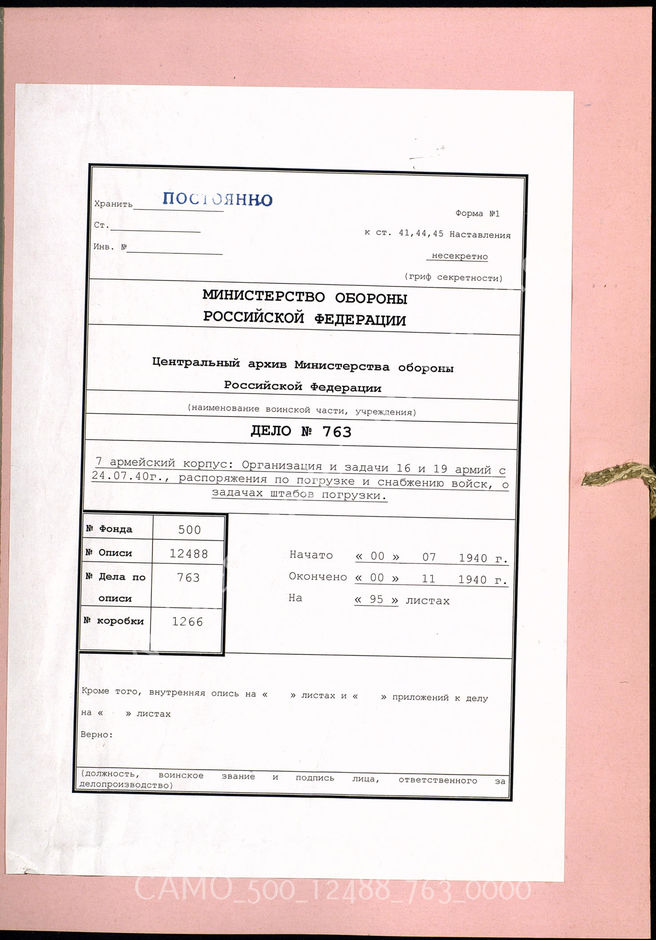 Хранить ПОСТОЯННО
Форма №1
Ст.
к ст. 41,44,45 Наставления
Инв. №
несекретно
(гриф секретности)
МИНИСТЕРСТВО ОБОРОНЫ
РОССИЙСКОЙ ФЕДЕРАЦИИ
Центральный архив Министерства обороны
Российской Федерации
(наименование воинской части, учреждения)
ДЕЛО № 763
7 армейский корпус: Организация и задачи 16 и 19 армий с
24.07.40г., распоряжения по погрузке и снабжению войск, о
задачах штабов погрузки.
№ Фонда 500
№ Описи 12488
№ Дела по описи 763
№ коробки 1266
Начато « 00 » 07 1940 г.
Окончено « 00 » 11 1940 г.
На « 95 » листах
Кроме того, внутренняя опись на « » листах и « » приложений к делу
на « » листах
Верно:
(должность, воинское звание и подпись лица, ответственного за
делопроизводство)
CAMO_500_12488_763_0000